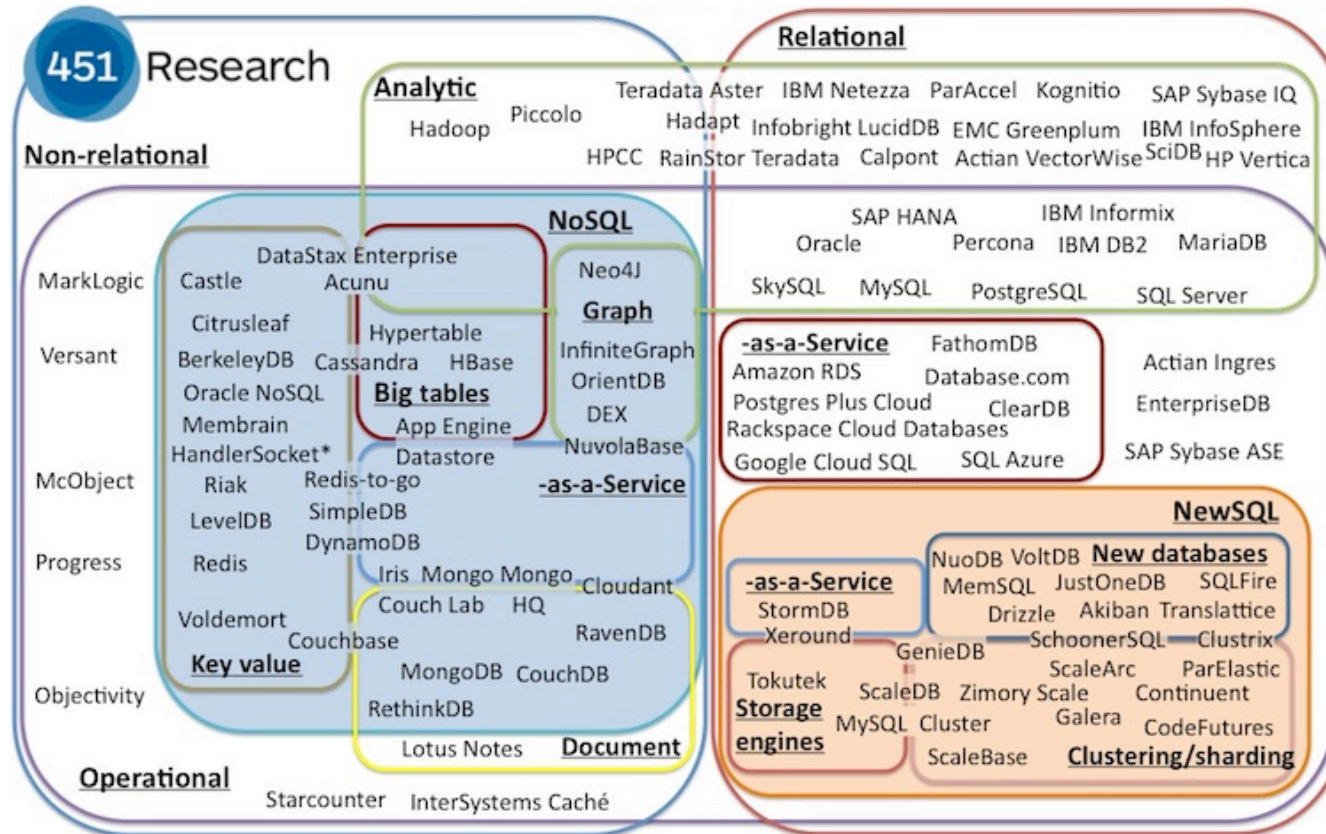 451 Research
Relational
Analytic
Teradata Aster IBM Netezza ParAccel Kognitio SAP Sybase IQ
Hadoop Piccolo Hadapt Infobright LucidDB EMC Greenplum IBM InfoSphere
Non-relational
HPCC RainStor Teradata Calpont Actian VectorWise SciDB HP Vertica
NoSQL
SAP HANA IBM Informix
Oracle Percona IBM DB2 MariaDB
DataStax Enterprise
MarkLogic Castle Acunu Neo4J
SkySQL MySQL PostgreSQL SQL Server
Citrusleaf Hypertable Graph
Versant BerkeleyDB Cassandra HBase InfiniteGraph
-as-a-Service FathomDB
Amazon RDS Database.com Actian Ingres
Oracle NoSQL Big tables OrientDB
Postgres Plus Cloud ClearDB EnterpriseDB
Membrain App Engine DEX
Rackspace Cloud Databases
HandlerSocket* Datastore NuvolaBase
Google Cloud SQL SQL Azure SAP Sybase ASE
McObject Riak Redis-to-go -as-a-Service
LevelDB SimpleDB
NewSQL
DynamoDB
Progress Redis
NuoDB VoltDB New databases
Iris Mongo Mongo Cloudant
-as-a-Service MemSQL JustOneDB SQLFire
Couch Lab HQ
StormDB Drizzle Akiban Translattice
Voldemort Couchbase RavenDB
Xeround SchoonerSQL Clustrix
Key value MongoDB CouchDB
GenieDB ScaleArc ParElastic
Objectivity RethinkDB
Tokutek ScaleDB Zimory Scale Continuent
Storage MySQL Cluster Galera CodeFutures
engines
Lotus Notes Document
ScaleBase Clustering/sharding
Operational
Starcounter InterSystems Caché